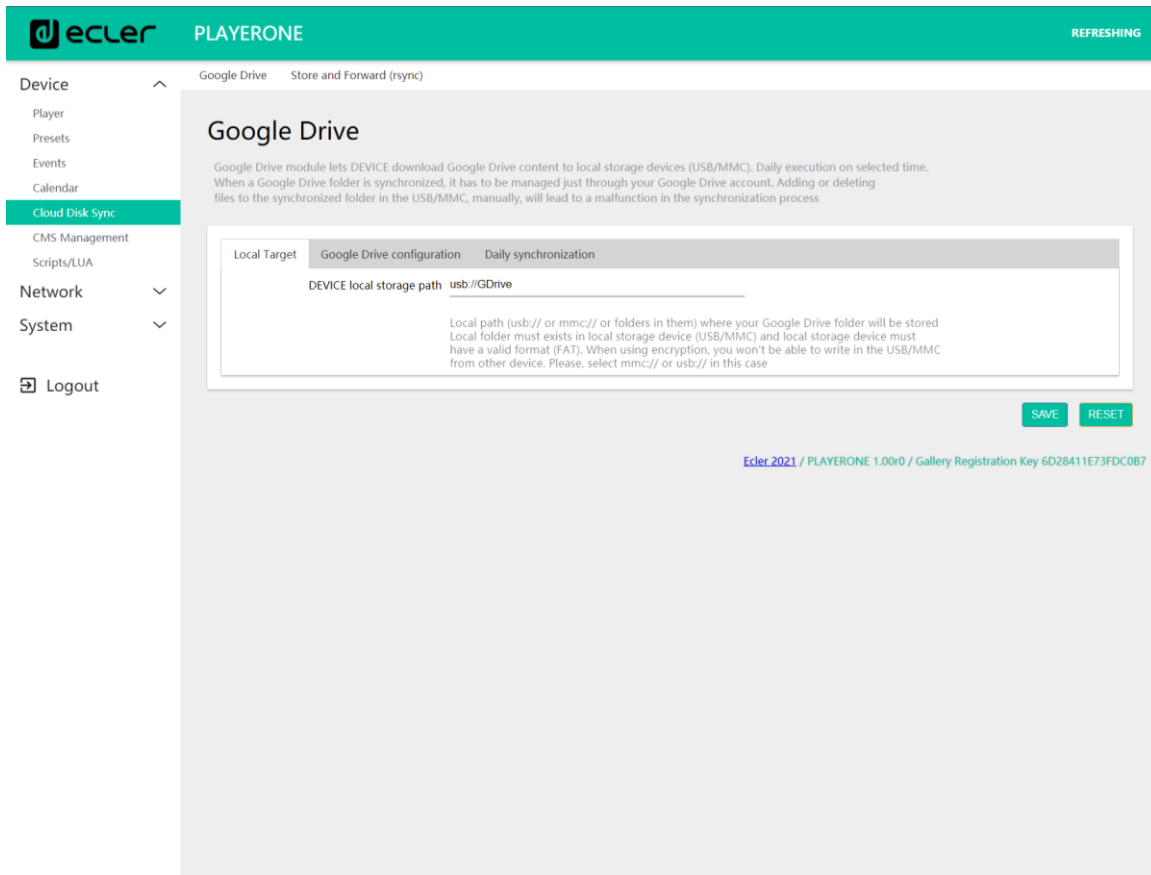 ecler
PLAYERONE
REFRESHING
Device
Player
Presets
Events
Calendar
Cloud Disk Sync
CMS Management
Scripts/LUA
Network
System
Logout
Google Drive Store and Forward (rsync)
Google Drive
Google Drive module lets DEVICE download Google Drive content to local storage devices (USB/MMC). Daily execution on selected time.
When a Google Drive folder is synchronized, it has to be managed just through your Google Drive account. Adding or deleting
files to the synchronized folder in the USB/MMC, manually, will lead to a malfunction in the synchronization process
Local Target Google Drive configuration Daily synchronization
DEVICE local storage path usb://GDrive
Local path (usb:// or mmc:// or folders in them) where your Google Drive folder will be stored
Local folder must exists in local storage device (USB/MMC) and local storage device must
have a valid format (FAT). When using encryption, you won't be able to write in the USB/MMC
from other device. Please, select mmc:// or usb:// in this case
SAVE RESET
Ecler 2021 / PLAYERONE 1.00r0 / Gallery Registration Key 6D28411E73FDC0B7